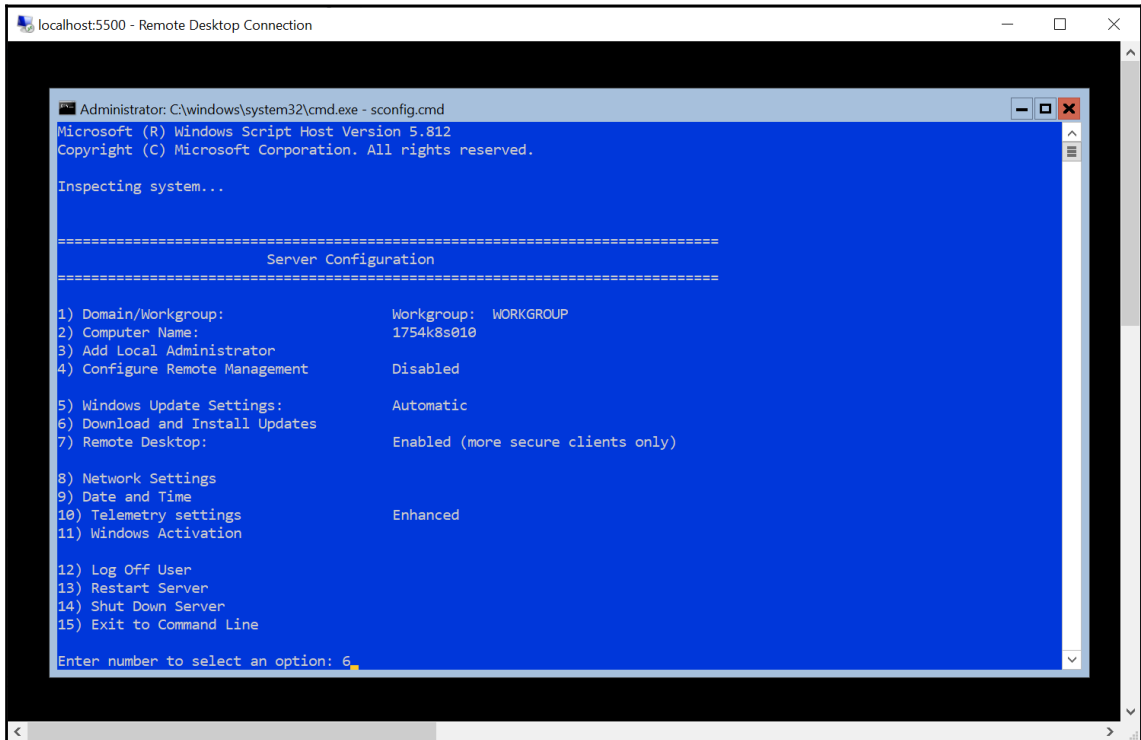 localhost:5500 - Remote Desktop Connection
Administrator: C:\windows\system32\cmd.exe - sconfig.cmd
Microsoft (R) Windows Script Host Version 5.812
Copyright (C) Microsoft Corporation. All rights reserved.
Inspecting system...
===============================================================================
Server Configuration
===============================================================================
1) Domain/Workgroup: Workgroup: WORKGROUP
2) Computer Name: 1754k8s010
3) Add Local Administrator
4) Configure Remote Management Disabled
5) Windows Update Settings: Automatic
6) Download and Install Updates
7) Remote Desktop: Enabled (more secure clients only)
8) Network Settings
9) Date and Time
10) Telemetry settings Enhanced
11) Windows Activation
12) Log Off User
13) Restart Server
14) Shut Down Server
15) Exit to Command Line
Enter number to select an option: 6_